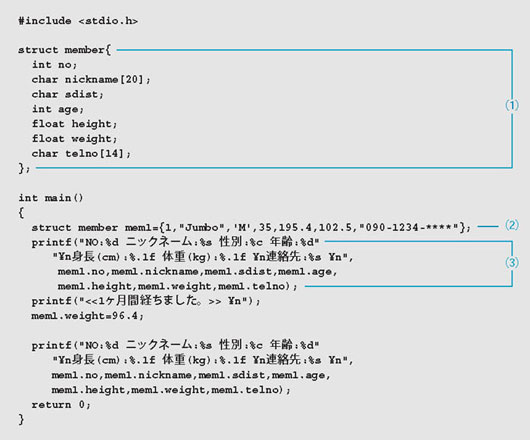 #include <stdio.h>
struct member{
int no;
char nickname[20];
char sdist;
int age;
float height;
float weight;
char telno[14];
};
(1)
int main()
{
struct member mem1={1,"Jumbo",'M',35,195.4,102.5,"090-1234-****"};
(2)
printf("NO:%d ニックネーム:%s 性別:%c 年齢:%d"
"¥n身長(cm):%.1f 体重(kg):%.1f ¥n連絡先:%s ¥n",
mem1.no,mem1.nickname,mem1.sdist,mem1.age,
mem1.height,mem1.weight,mem1.telno);
(3)
printf("<<1ヶ月間経ちました。>> ¥n");
mem1.weight=96.4;
printf("NO:%d ニックネーム:%s 性別:%c 年齢:%d"
"¥n身長(cm):%.1f 体重(kg):%.1f ¥n連絡先:%s ¥n",
mem1.no,mem1.nickname,mem1.sdist,mem1.age,
mem1.height,mem1.weight,mem1.telno);
return 0;
}